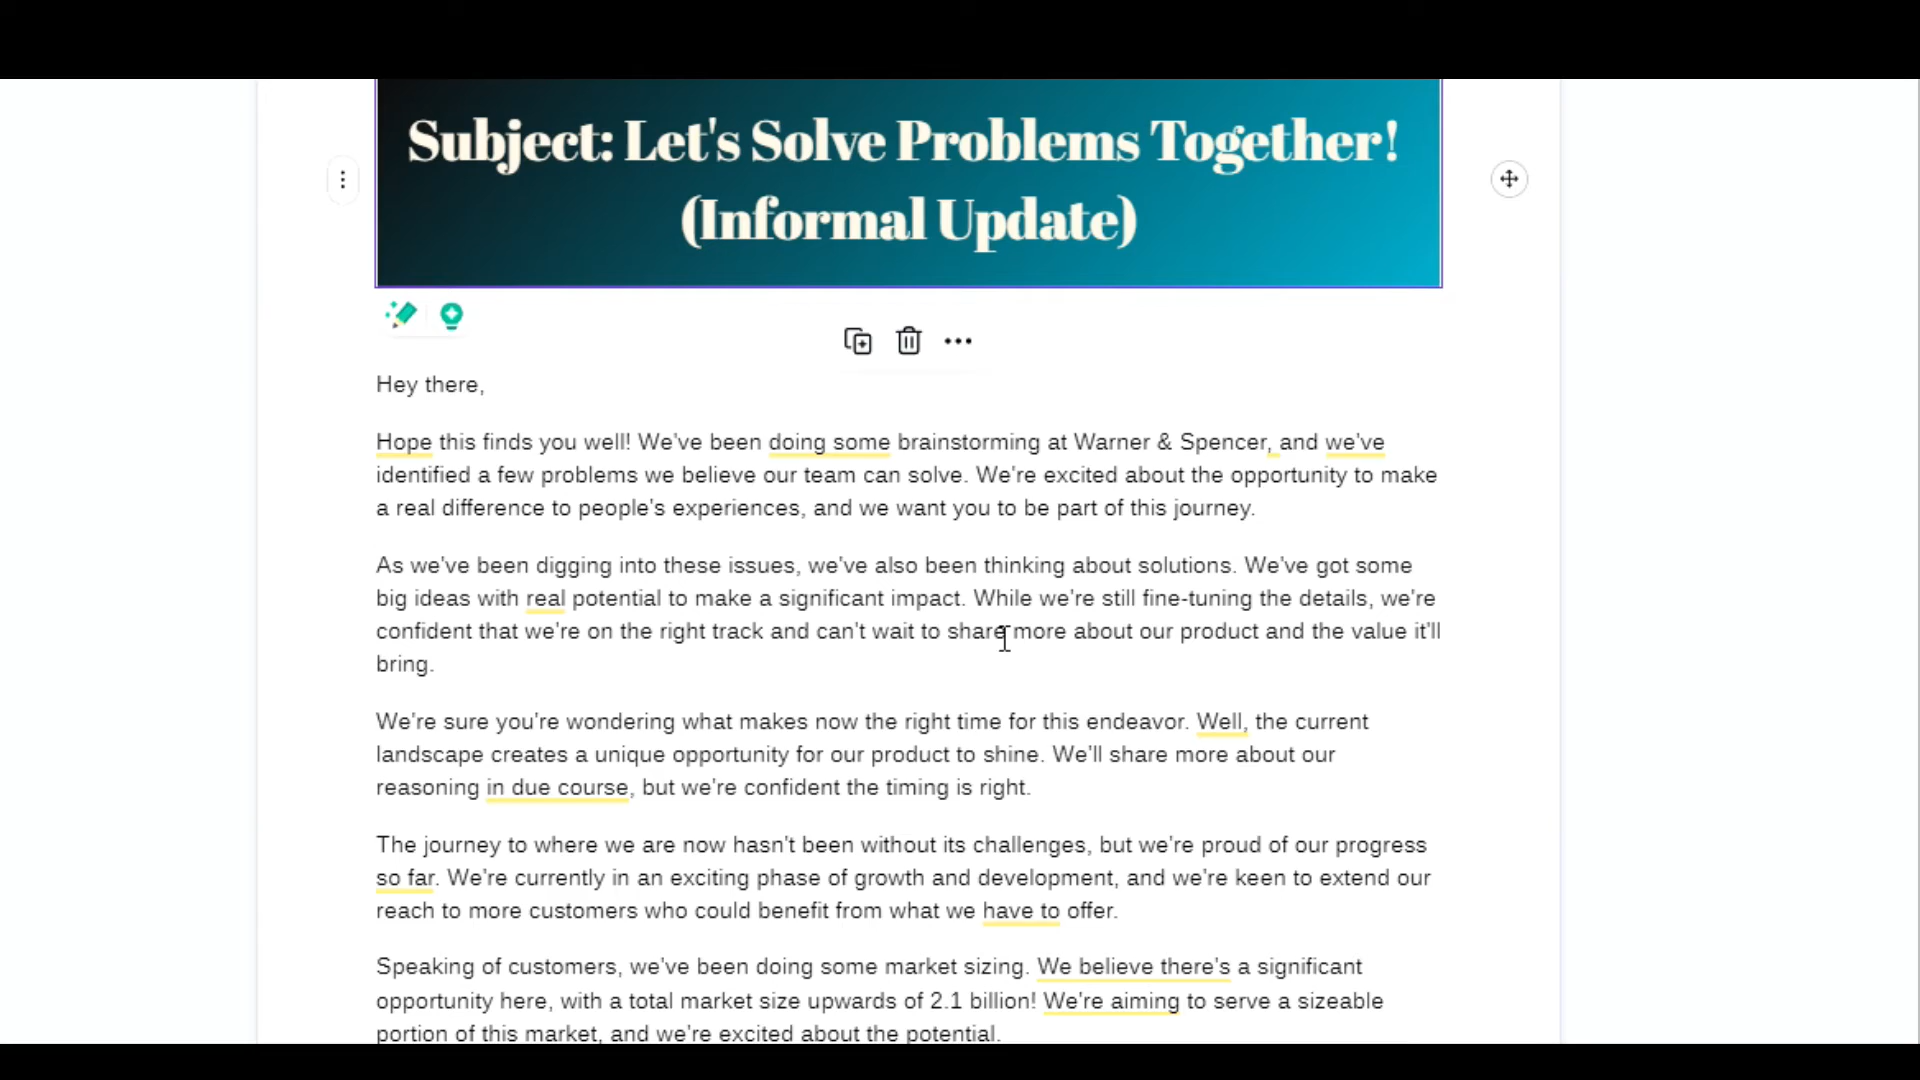 Subject: Let's Solve Problems Together!
(Informal Update)
Hey there,
Hope this finds you well! We've been doing some brainstorming at Warner & Spencer, and we've
identified a few problems we believe our team can solve. We're excited about the opportunity to make
a real difference to people's experiences, and we want you to be part of this journey.
As we've been digging into these issues, we've also been thinking about solutions. We've got some
big ideas with real potential to make a significant impact. While we're still fine-tuning the details, we're
confident that we're on the right track and can't wait to share more about our product and the value it'll
bring.
We're sure you're wondering what makes now the right time for this endeavor. Well, the current
landscape creates a unique opportunity for our product to shine. We'll share more about our
reasoning in due course, but we're confident the timing is right.
The journey to where we are now hasn't been without its challenges, but we're proud of our progress
so far. We're currently in an exciting phase of growth and development, and we're keen to extend our
reach to more customers who could benefit from what we have to offer.
Speaking of customers, we've been doing some market sizing. We believe there's a significant
opportunity here, with a total market size upwards of 2.1 billion! We're aiming to serve a sizeable
portion of this market, and we're excited about the potential.